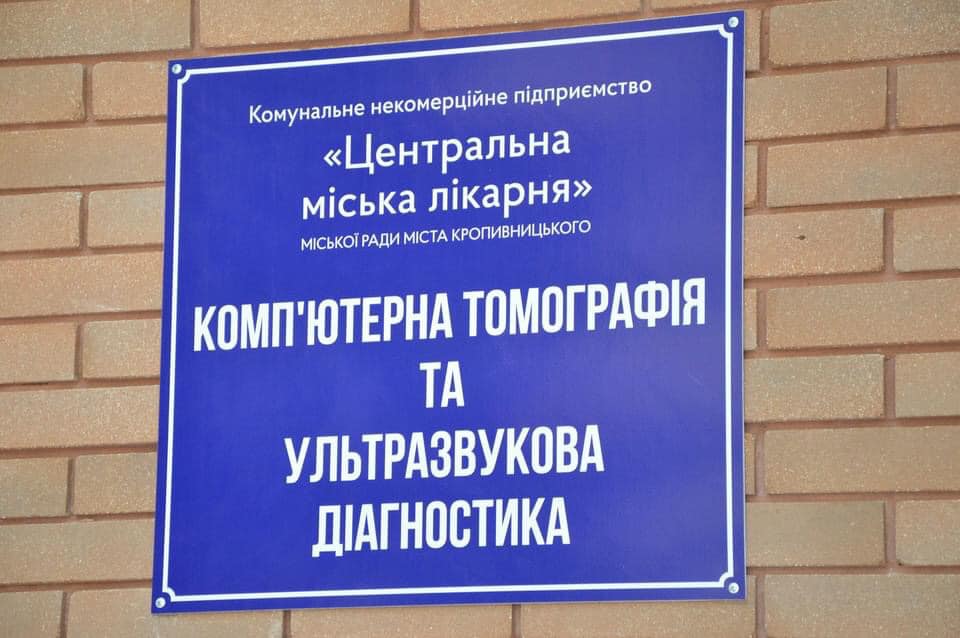 Комунальне некомерційне підприємство
«Центральна
міська лікарня»
МІСЬКОЇ РАДИ МІСТА КРОПИВНИЦЬКОГО
КОМП'ЮТЕРНА ТОМОГРАФІЯ
ТА
УЛЬТРАЗВУКОВА
ДІАГНОСТИКА